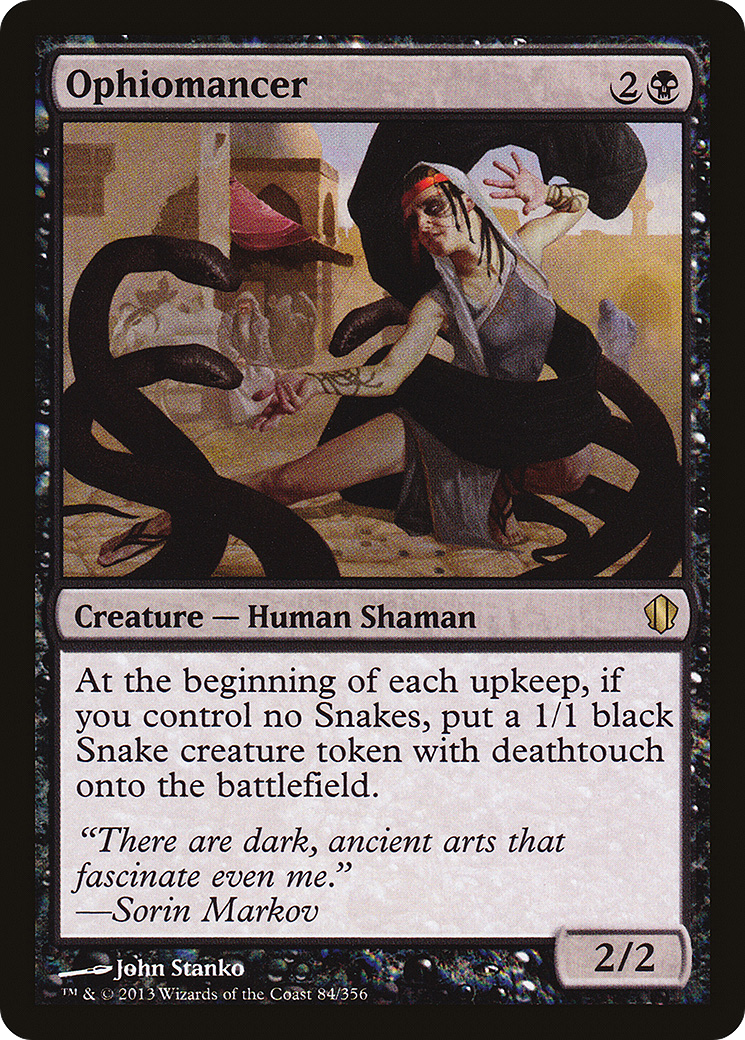 Ophiomancer 2
Creature — Human Shaman
At the beginning of each upkeep, if
you control no Snakes, put a 1/1 black
Snake creature token with deathtouch
onto the battlefield.
“There are dark, ancient arts that
fascinate even me.”
—Sorin Markov
2/2
John Stanko
™ & © 2013 Wizards of the Coast 84/356